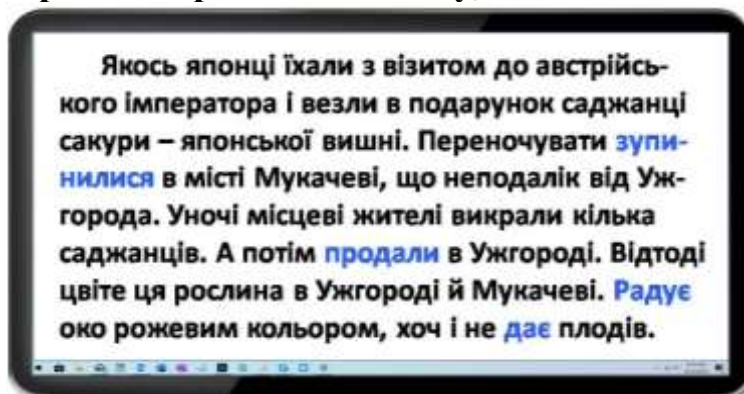 Якось японці їхали з візитом до австрійсь-
кого імператора і везли в подарунок саджанці
сакури – японської вишні. Переночувати зупи-
нилися в місті Мукачеві, що неподалік від Уж-
города. Уночі місцеві жителі викрали кілька
саджанців. А потім продали в Ужгороді. Відтоді
цвіте ця рослина в Ужгороді й Мукачеві. Радує
око рожевим кольором, хоч і не дає плодів.